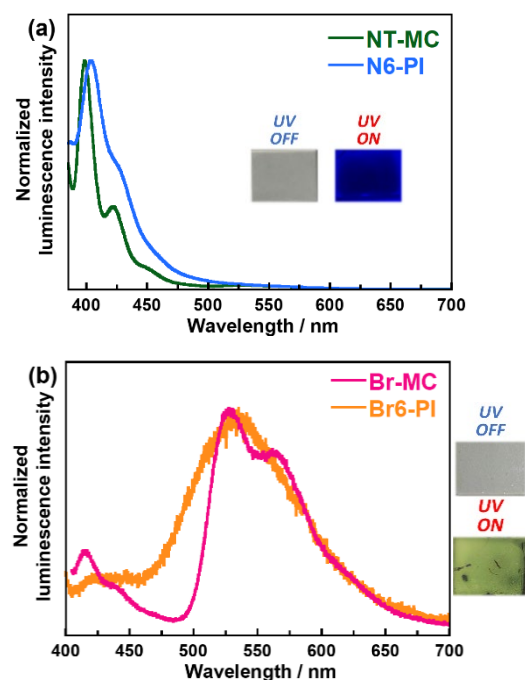 (a)
NT-MC
N6-PI
UV
OFF
UV
ON
Normalized
luminescence intensity
400 450 500 550 600 650 700
Wavelength / nm
(b)
Br-MC
Br6-PI
UV
OFF
UV
ON
Normalized
luminescence intensity
400 450 500 550 600 650 700
Wavelength / nm